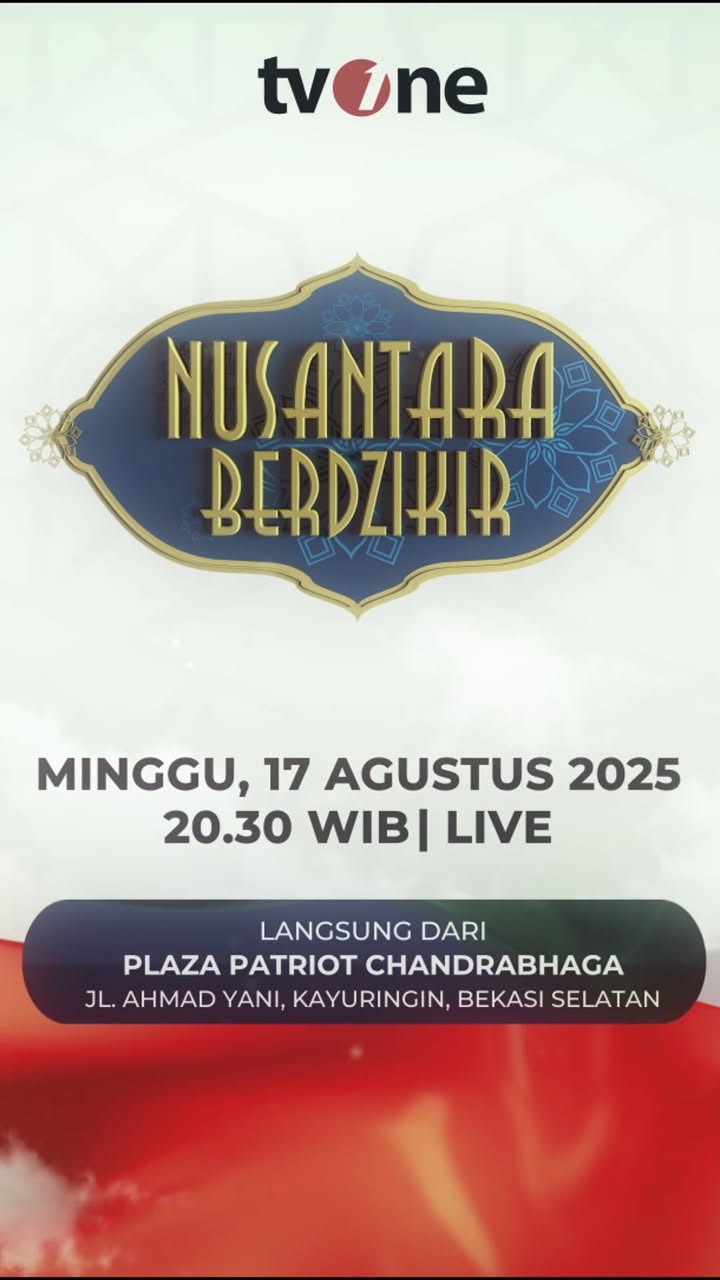 tvOne
NUSANTARA
BERDZIKIR
MINGGU, 17 AGUSTUS 2025
20.30 WIB | LIVE
LANGSUNG DARI
PLAZA PATRIOT CHANDRABHAGA
JL. AHMAD YANI, KAYURINGIN, BEKASI SELATAN